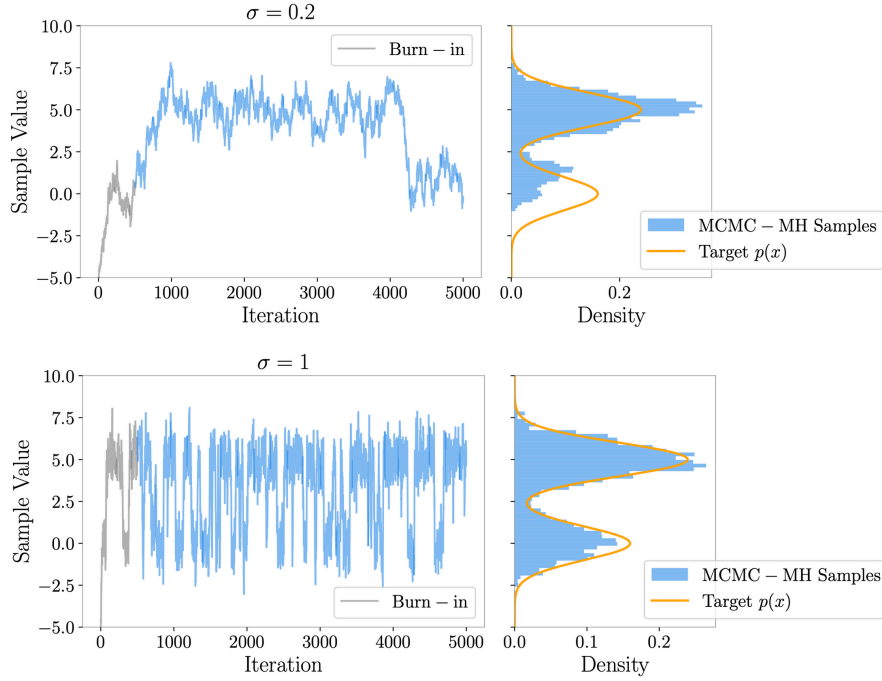 σ = 0.2
10.0
7.5
5.0
2.5
0.0
−2.5
−5.0
Sample Value
Burn − in
0 1000 2000 3000 4000 5000
Iteration
MCMC − MH Samples
Target p(x)
0.0 0.2
Density
σ = 1
10.0
7.5
5.0
2.5
0.0
−2.5
−5.0
Sample Value
Burn − in
0 1000 2000 3000 4000 5000
Iteration
MCMC − MH Samples
Target p(x)
0.0 0.1 0.2
Density